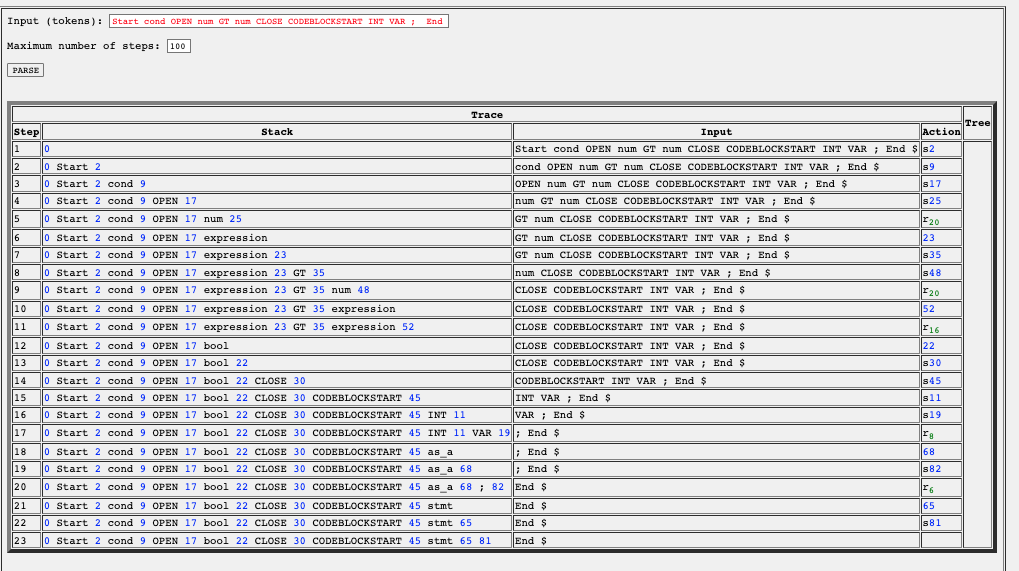 Input (tokens): Start cond OPEN num GT num CLOSE CODEBLOCKSTART INT VAR ; End
Maximum number of steps: 100
PARSE
Trace Tree
Step Stack Input Action
1 0 Start cond OPEN num GT num CLOSE CODEBLOCKSTART INT VAR ; End $ s2
2 0 Start 2 cond OPEN num GT num CLOSE CODEBLOCKSTART INT VAR ; End $ s9
3 0 Start 2 cond 9 OPEN num GT num CLOSE CODEBLOCKSTART INT VAR ; End $ s17
4 0 Start 2 cond 9 OPEN 17 num GT num CLOSE CODEBLOCKSTART INT VAR ; End $ s25
5 0 Start 2 cond 9 OPEN 17 num 25 GT num CLOSE CODEBLOCKSTART INT VAR ; End $ r20
6 0 Start 2 cond 9 OPEN 17 expression GT num CLOSE CODEBLOCKSTART INT VAR ; End $ 23
7 0 Start 2 cond 9 OPEN 17 expression 23 GT num CLOSE CODEBLOCKSTART INT VAR ; End $ s35
8 0 Start 2 cond 9 OPEN 17 expression 23 GT 35 num CLOSE CODEBLOCKSTART INT VAR ; End $ s48
9 0 Start 2 cond 9 OPEN 17 expression 23 GT 35 num 48 CLOSE CODEBLOCKSTART INT VAR ; End $ r20
10 0 Start 2 cond 9 OPEN 17 expression 23 GT 35 expression CLOSE CODEBLOCKSTART INT VAR ; End $ 52
11 0 Start 2 cond 9 OPEN 17 expression 23 GT 35 expression 52 CLOSE CODEBLOCKSTART INT VAR ; End $ r16
12 0 Start 2 cond 9 OPEN 17 bool CLOSE CODEBLOCKSTART INT VAR ; End $ 22
13 0 Start 2 cond 9 OPEN 17 bool 22 CLOSE CODEBLOCKSTART INT VAR ; End $ s30
14 0 Start 2 cond 9 OPEN 17 bool 22 CLOSE 30 CODEBLOCKSTART INT VAR ; End $ s45
15 0 Start 2 cond 9 OPEN 17 bool 22 CLOSE 30 CODEBLOCKSTART 45 INT VAR ; End $ s11
16 0 Start 2 cond 9 OPEN 17 bool 22 CLOSE 30 CODEBLOCKSTART 45 INT 11 VAR ; End $ s19
17 0 Start 2 cond 9 OPEN 17 bool 22 CLOSE 30 CODEBLOCKSTART 45 INT 11 VAR 19 ; End $ r8
18 0 Start 2 cond 9 OPEN 17 bool 22 CLOSE 30 CODEBLOCKSTART 45 as_a ; End $ 68
19 0 Start 2 cond 9 OPEN 17 bool 22 CLOSE 30 CODEBLOCKSTART 45 as_a 68 ; End $ s82
20 0 Start 2 cond 9 OPEN 17 bool 22 CLOSE 30 CODEBLOCKSTART 45 as_a 68 ; 82 End $ r6
21 0 Start 2 cond 9 OPEN 17 bool 22 CLOSE 30 CODEBLOCKSTART 45 stmt End $ 65
22 0 Start 2 cond 9 OPEN 17 bool 22 CLOSE 30 CODEBLOCKSTART 45 stmt 65 End $ s81
23 0 Start 2 cond 9 OPEN 17 bool 22 CLOSE 30 CODEBLOCKSTART 45 stmt 65 81 End $